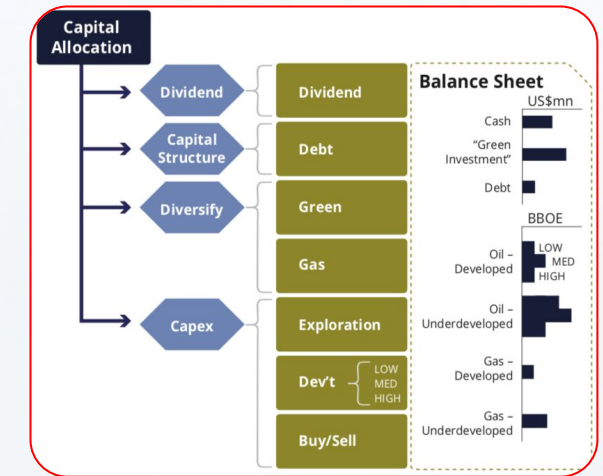 Capital
Allocation
Dividend
Capital
Structure
Diversify
Capex
Dividend
Debt
Green
Gas
Exploration
Dev't
LOW
MED
HIGH
Buy/Sell
Balance Sheet
US$mn
Cash
"Green
Investment"
Debt
BBOE
Oil –
Developed
LOW
MED
HIGH
Oil –
Underdeveloped
Gas –
Developed
Gas –
Underdeveloped